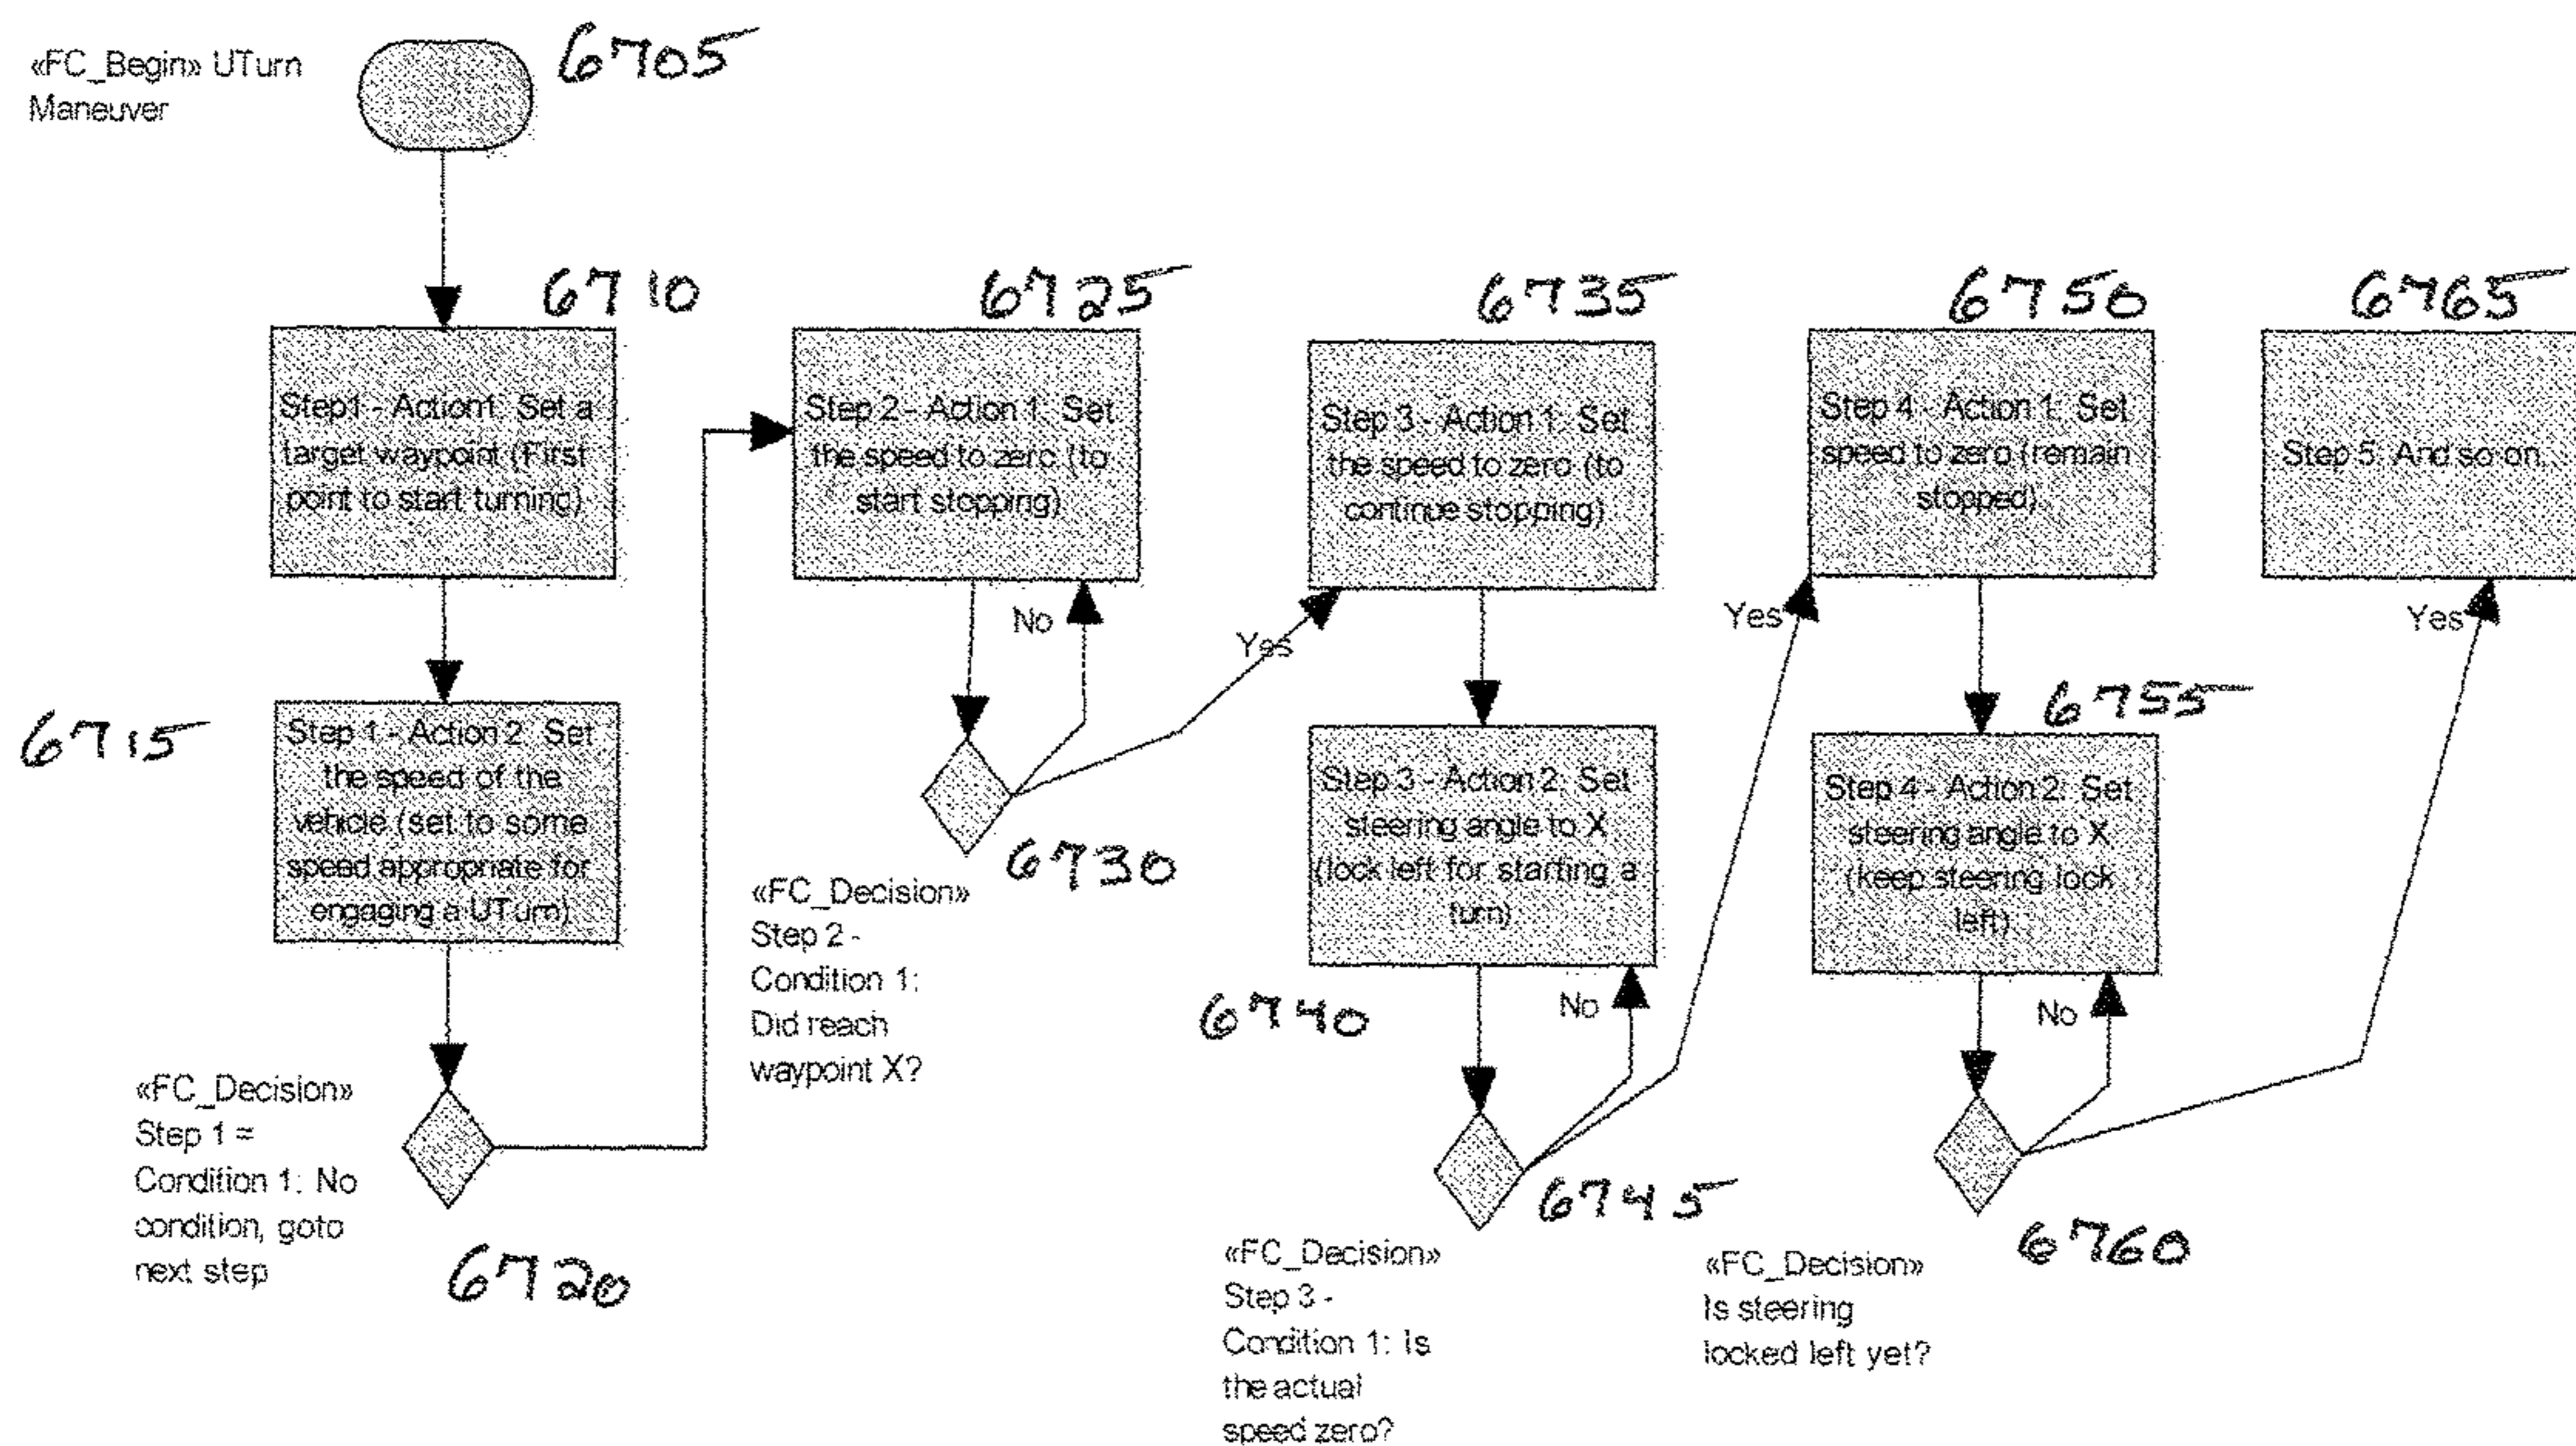 «FC_Begin» UTurn
Maneuver
6705
6710
Step1 - Action1: Set a
target waypoint (First
point to start turning)
6715
Step 1 - Action 2: Set
the speed of the
vehicle (set to some
speed appropriate for
engaging a UTurn)
«FC_Decision»
Step 1 =
Condition 1: No
condition, goto
next step
6720
6725
Step 2 - Action 1: Set
the speed to zero (to
start stopping)
No
Yes
6730
«FC_Decision»
Step 2 -
Condition 1:
Did reach
waypoint X?
6735
Step 3 - Action 1: Set
the speed to zero (to
continue stopping)
Step 3 - Action 2: Set
steering angle to X
(lock left for starting a
turn)
6740
No
Yes
6745
«FC_Decision»
Step 3 -
Condition 1: Is
the actual
speed zero?
6750
Step 4 - Action 1: Set
speed to zero (remain
stopped)
6755
Step 4 - Action 2: Set
steering angle to X
(keep steering lock
left)
No
Yes
6760
«FC_Decision»
Is steering
locked left yet?
6765
Step 5: And so on.